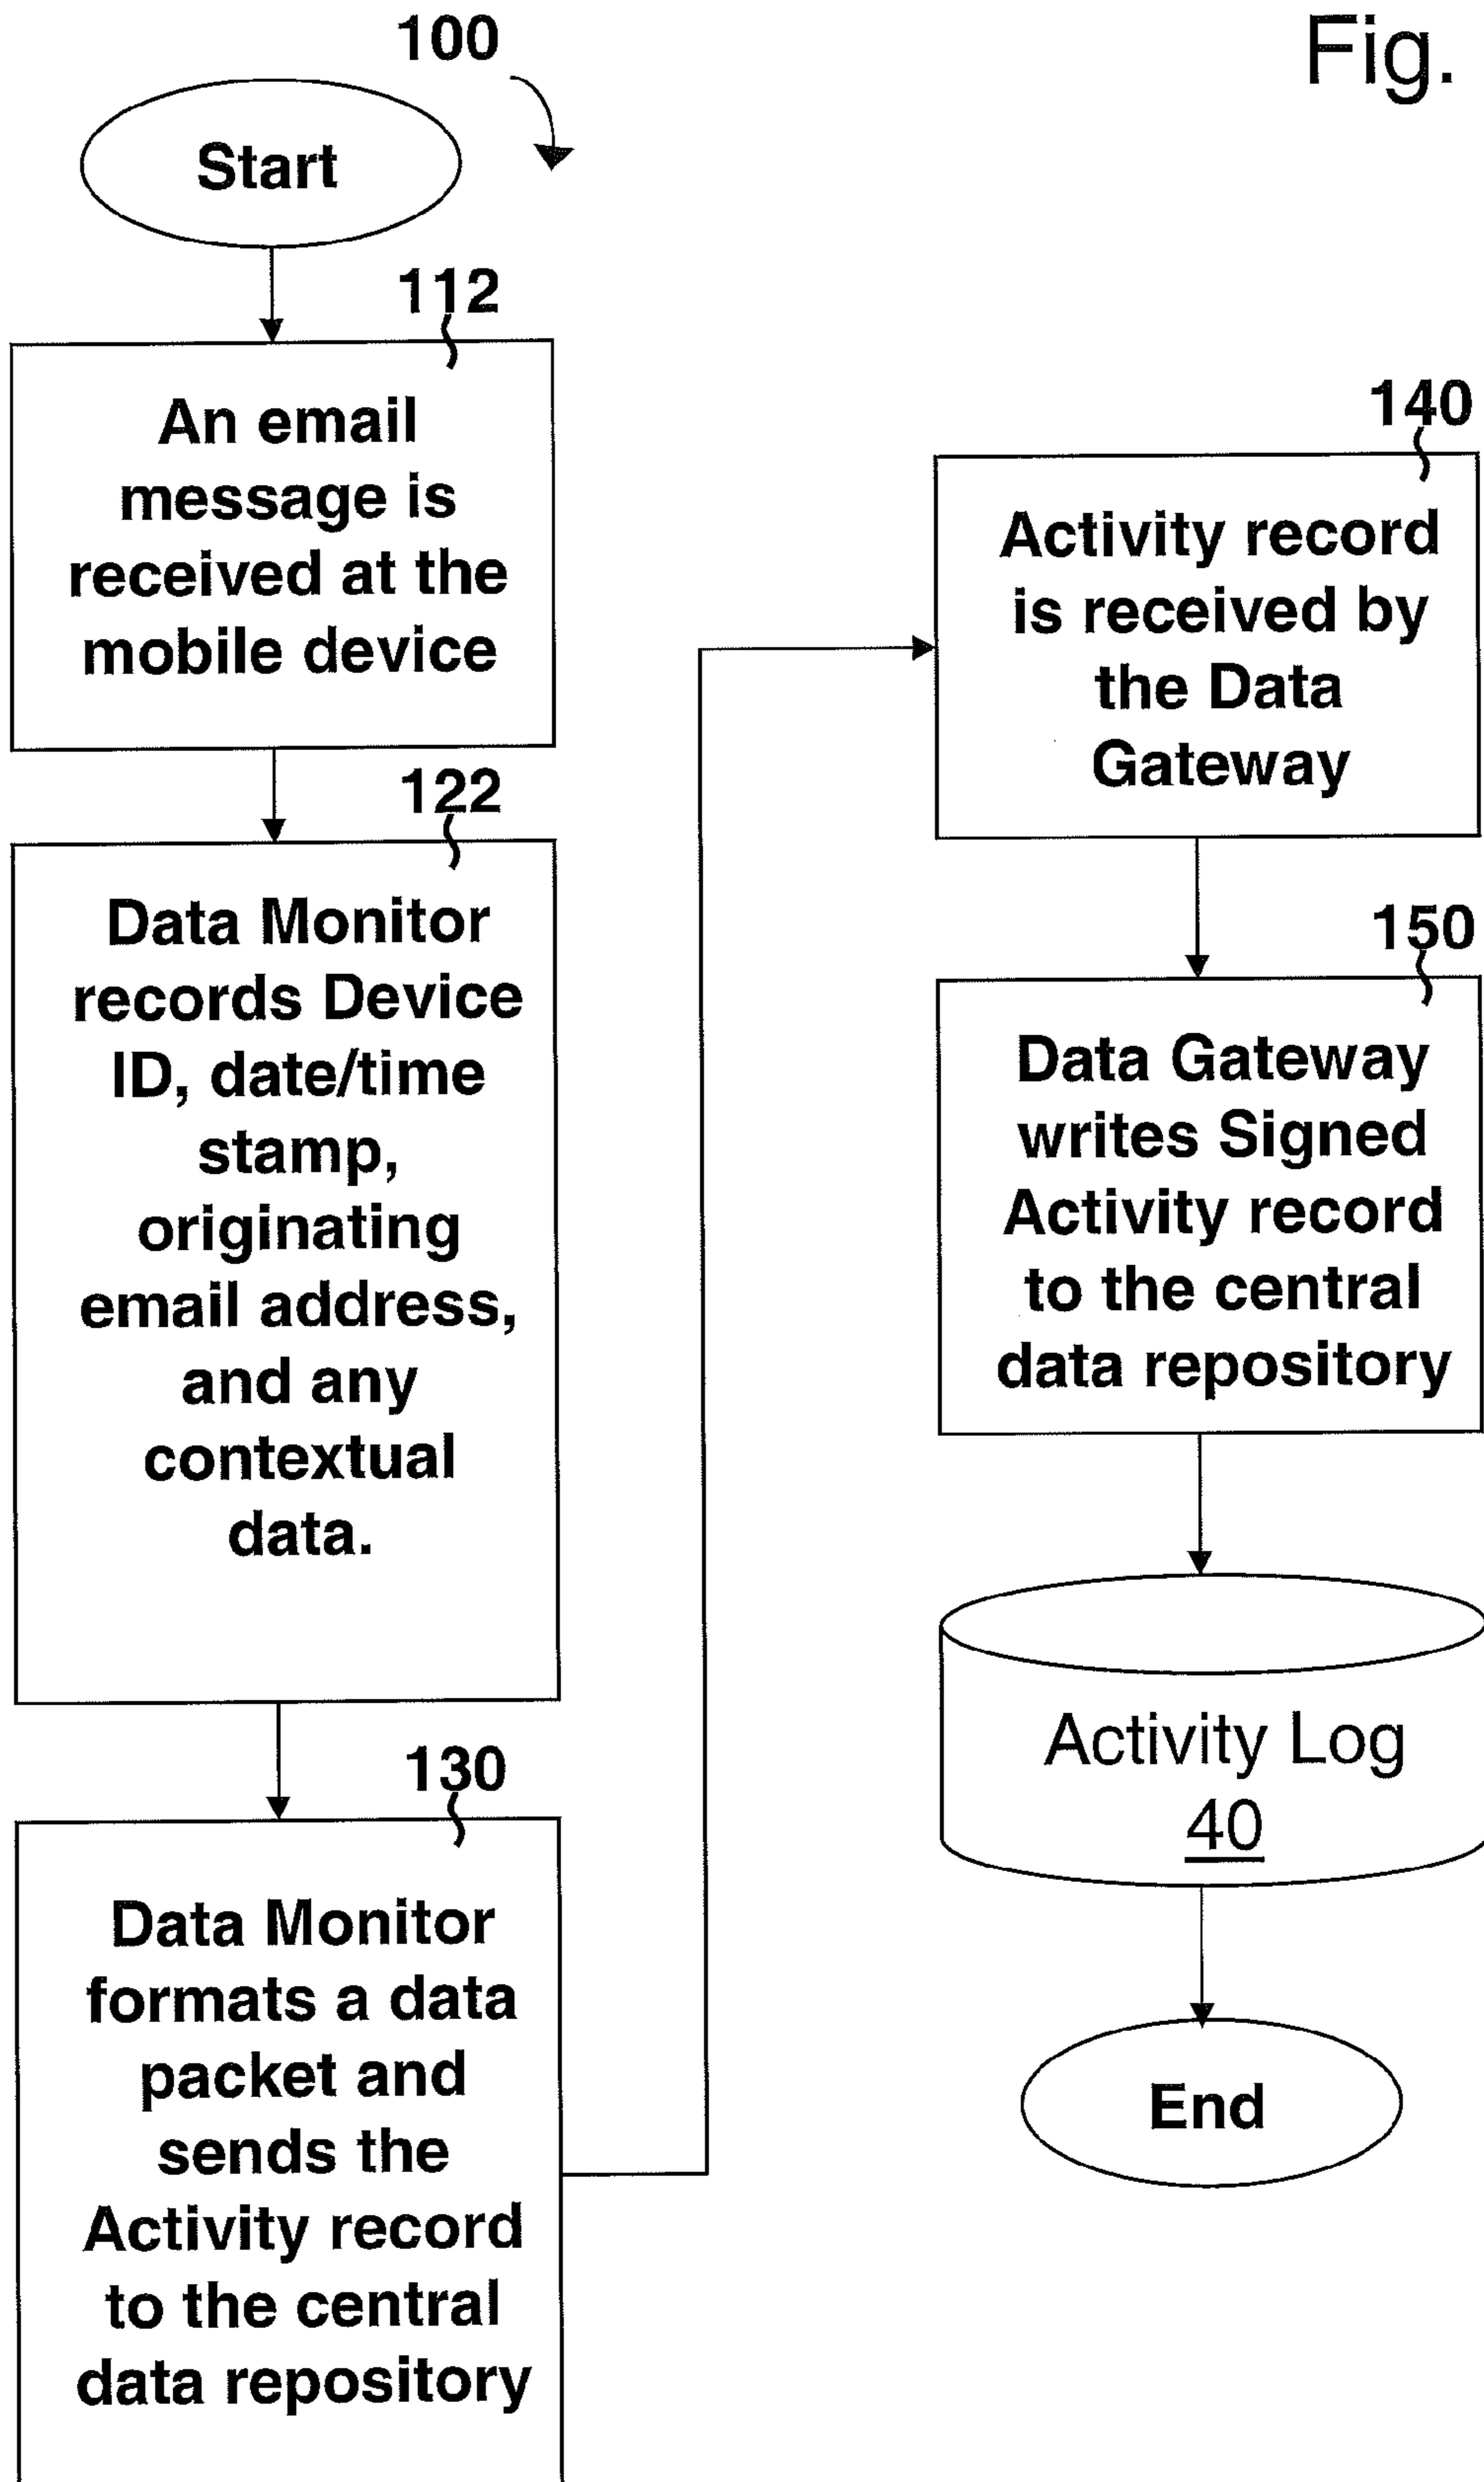 100
Fig.
Start
112
An email
message is
received at the
mobile device
122
Data Monitor
records Device
ID, date/time
stamp,
originating
email address,
and any
contextual
data.
130
Data Monitor
formats a data
packet and
sends the
Activity record
to the central
data repository
140
Activity record
is received by
the Data
Gateway
150
Data Gateway
writes Signed
Activity record
to the central
data repository
Activity Log
40
End